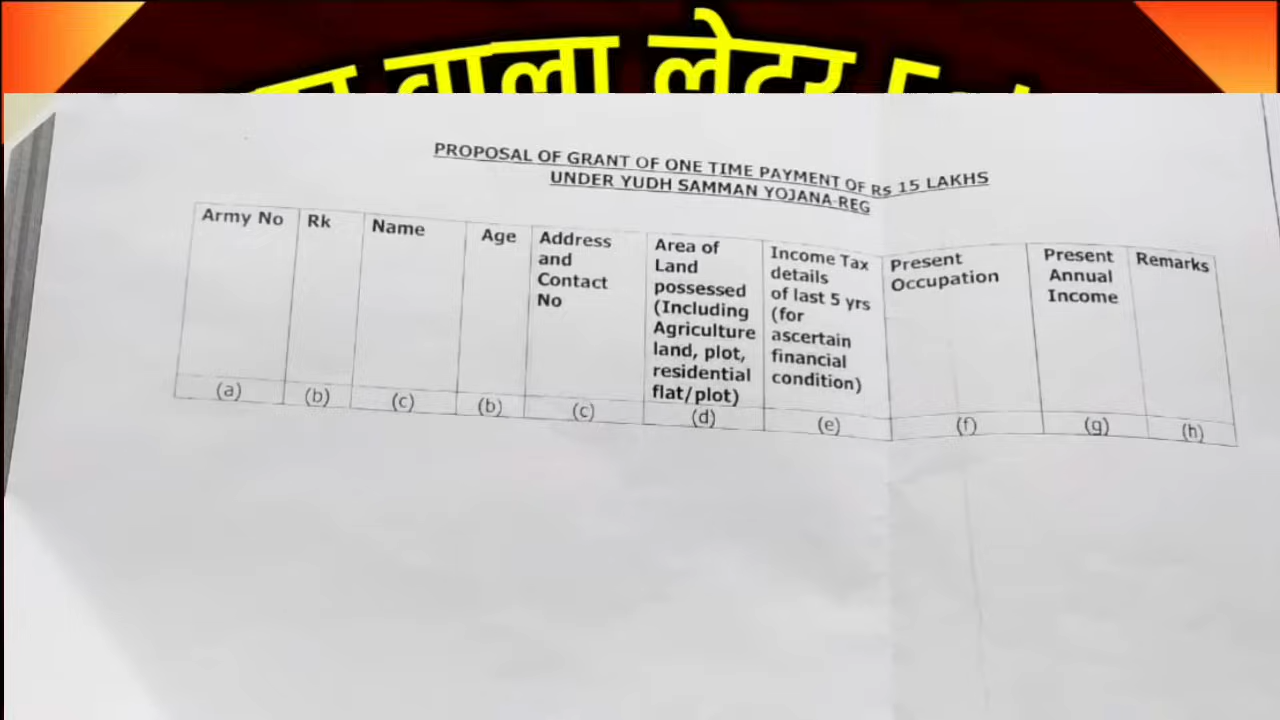 वाला लेटर
PROPOSAL OF GRANT OF ONE TIME PAYMENT OF Rs 15 LAKHS
UNDER YUDH SAMMAN YOJANA-REG
Army No
Rk
Name
Age
Address
and
Contact
No
Area of
Land
possessed
(Including
Agriculture
land, plot,
residential
flat/plot)
Income Tax
details
of last 5 yrs
(for
ascertain
financial
condition)
Present
Occupation
Present
Annual
Income
Remarks
(a)
(b)
(c)
(b)
(c)
(d)
(e)
(f)
(g)
(h)